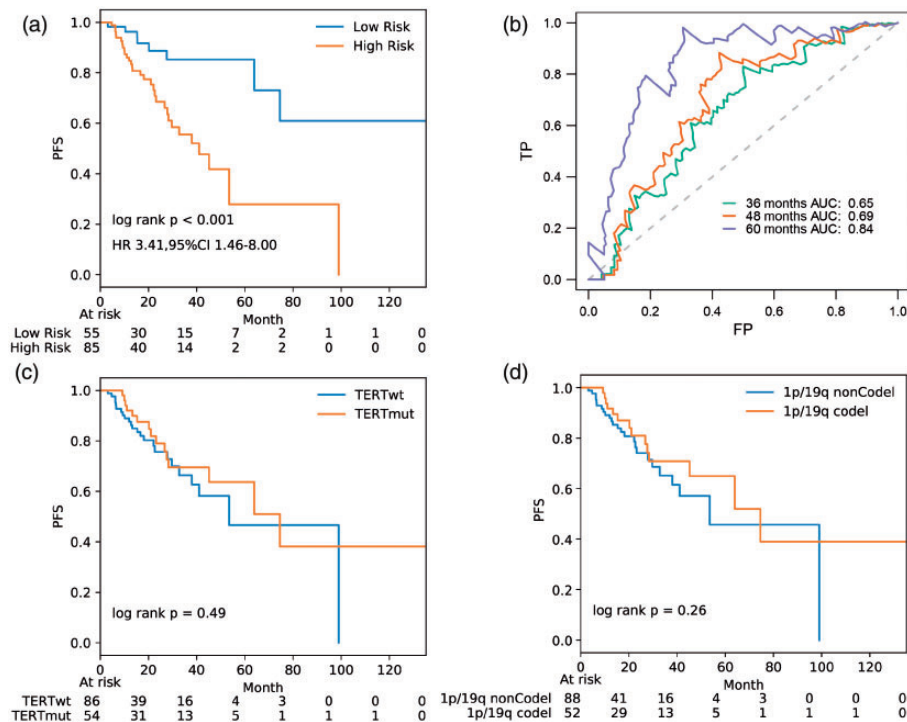 (a)
Low Risk
High Risk
1.0
0.8
0.6
0.4
0.2
0.0
PFS
log rank p < 0.001
HR 3.41,95%CI 1.46-8.00
0 20 40 60 80 100 120
At risk Month
Low Risk 55 30 15 7 2 1 1 0
High Risk 85 40 14 2 2 0 0 0
(b)
1.0
0.8
0.6
0.4
0.2
0.0
TP
36 months AUC: 0.65
48 months AUC: 0.69
60 months AUC: 0.84
0.0 0.2 0.4 0.6 0.8 1.0
FP
(c)
TERTwt
TERTmut
1.0
0.8
0.6
0.4
0.2
0.0
PFS
log rank p = 0.49
0 20 40 60 80 100 120
At risk Month
TERTwt 86 39 16 4 3 0 0 0
TERTmut 54 31 13 5 1 1 1 0
(d)
1p/19q nonCodel
1p/19q codel
1.0
0.8
0.6
0.4
0.2
0.0
PFS
log rank p = 0.26
0 20 40 60 80 100 120
At risk Month
1p/19q nonCodel 88 41 16 4 3 0 0 0
1p/19q codel 52 29 13 5 1 1 1 0